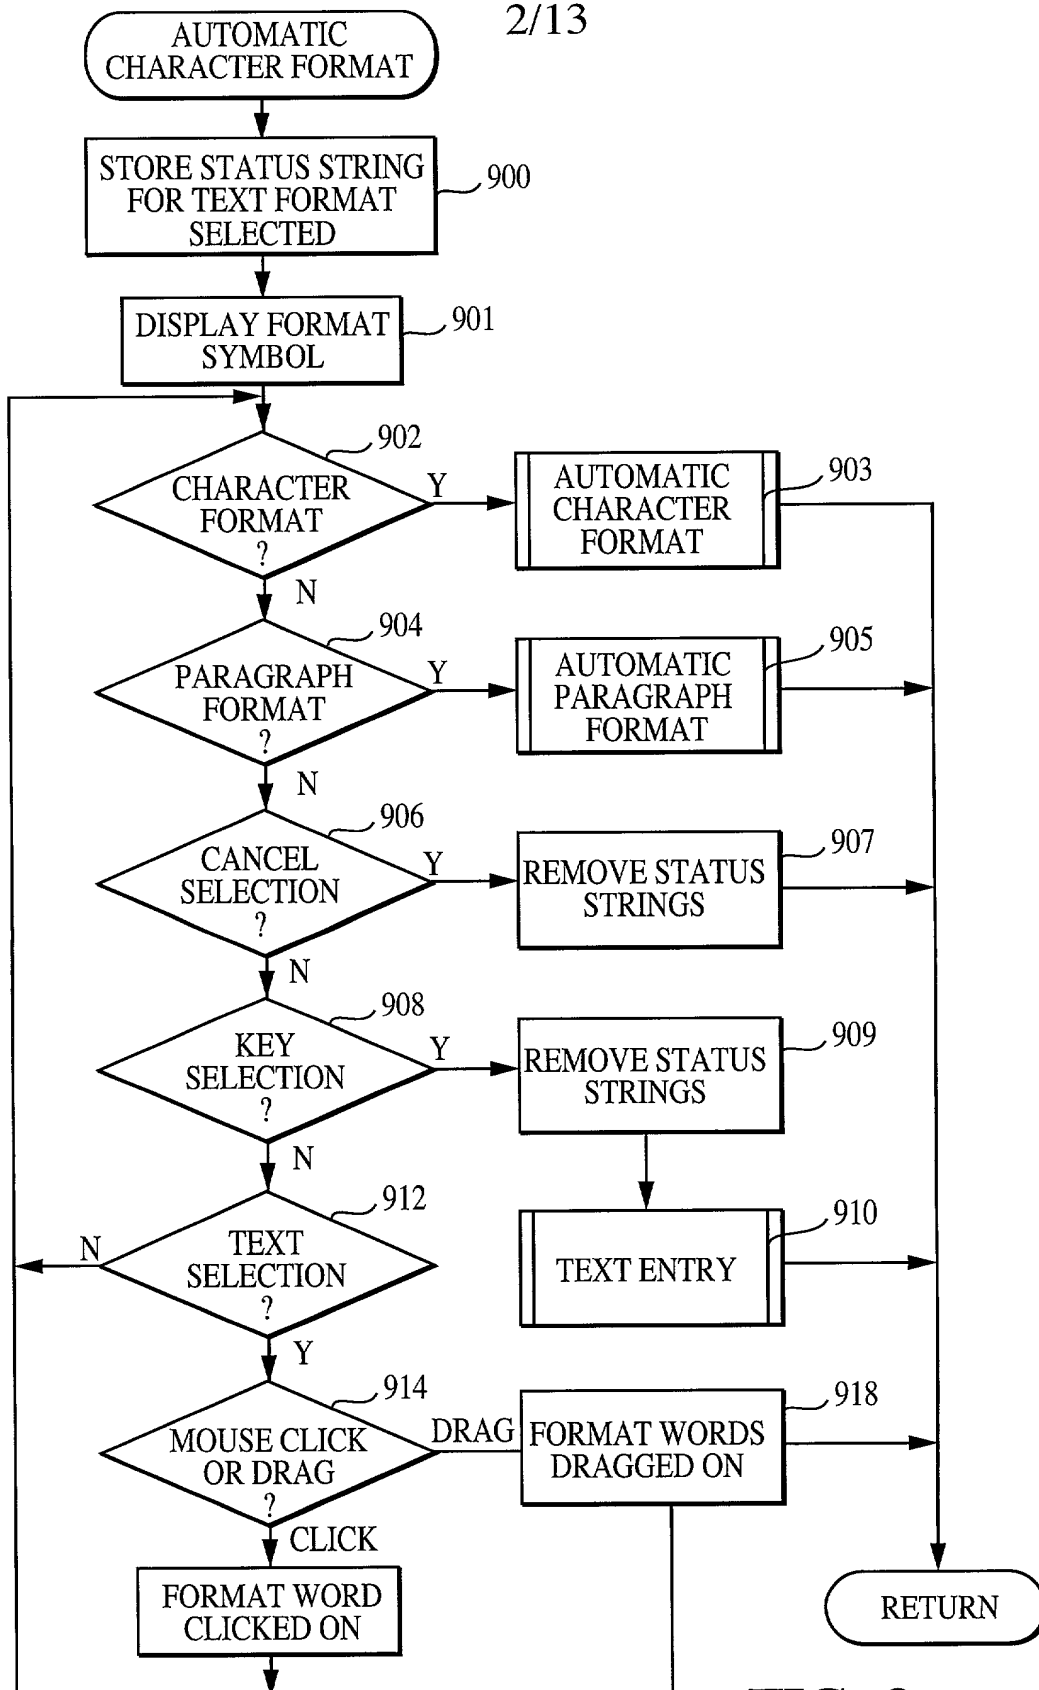 2/13
AUTOMATIC
CHARACTER FORMAT
STORE STATUS STRING
FOR TEXT FORMAT
SELECTED
900
DISPLAY FORMAT
SYMBOL
901
902
CHARACTER
FORMAT
?
Y
N
AUTOMATIC
CHARACTER
FORMAT
903
904
PARAGRAPH
FORMAT
?
Y
N
AUTOMATIC
PARAGRAPH
FORMAT
905
906
CANCEL
SELECTION
?
Y
N
REMOVE STATUS
STRINGS
907
908
KEY
SELECTION
?
Y
N
REMOVE STATUS
STRINGS
909
912
N
TEXT
SELECTION
?
Y
TEXT ENTRY
910
914
MOUSE CLICK
OR DRAG
?
DRAG
CLICK
FORMAT WORDS
DRAGGED ON
918
FORMAT WORD
CLICKED ON
RETURN